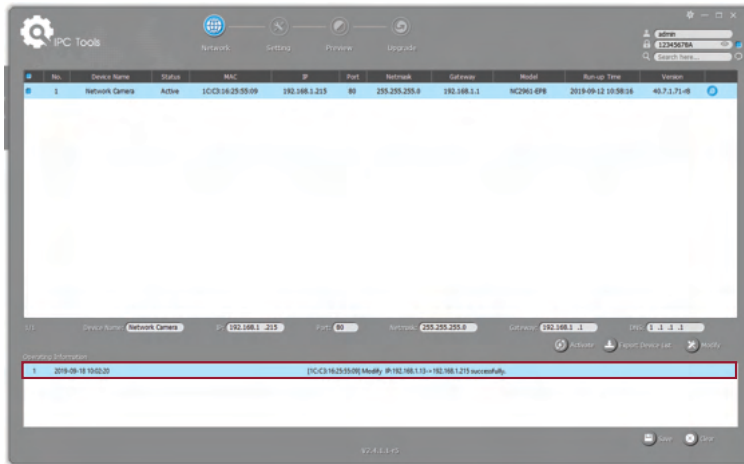 IPC Tools
Network Setting Preview Upgrade
admin
12345678A
Search here...
No. Device Name Status MAC IP Port Netmask Gateway Model Run-up Time Version
1 Network Camera Active 1C:C3:16:25:55:09 192.168.1.215 80 255.255.255.0 192.168.1.1 NC2961-EPB 2019-09-12 10:58:16 40.7.1.71-r8
1/1 Device Name: Network Camera IP: 192.168.1 .215 Port: 80 Netmask: 255.255.255.0 Gateway: 192.168.1 .1 DNS: 1 .1 .1 .1
Activate Export Device List Modify
Operating Information
1 2019-09-18 10:02:20 [1C:C3:16:25:55:09] Modify IP:192.168.1.13-> 192.168.1.215 successfully.
Save Clear
V2.4.1.1-r5